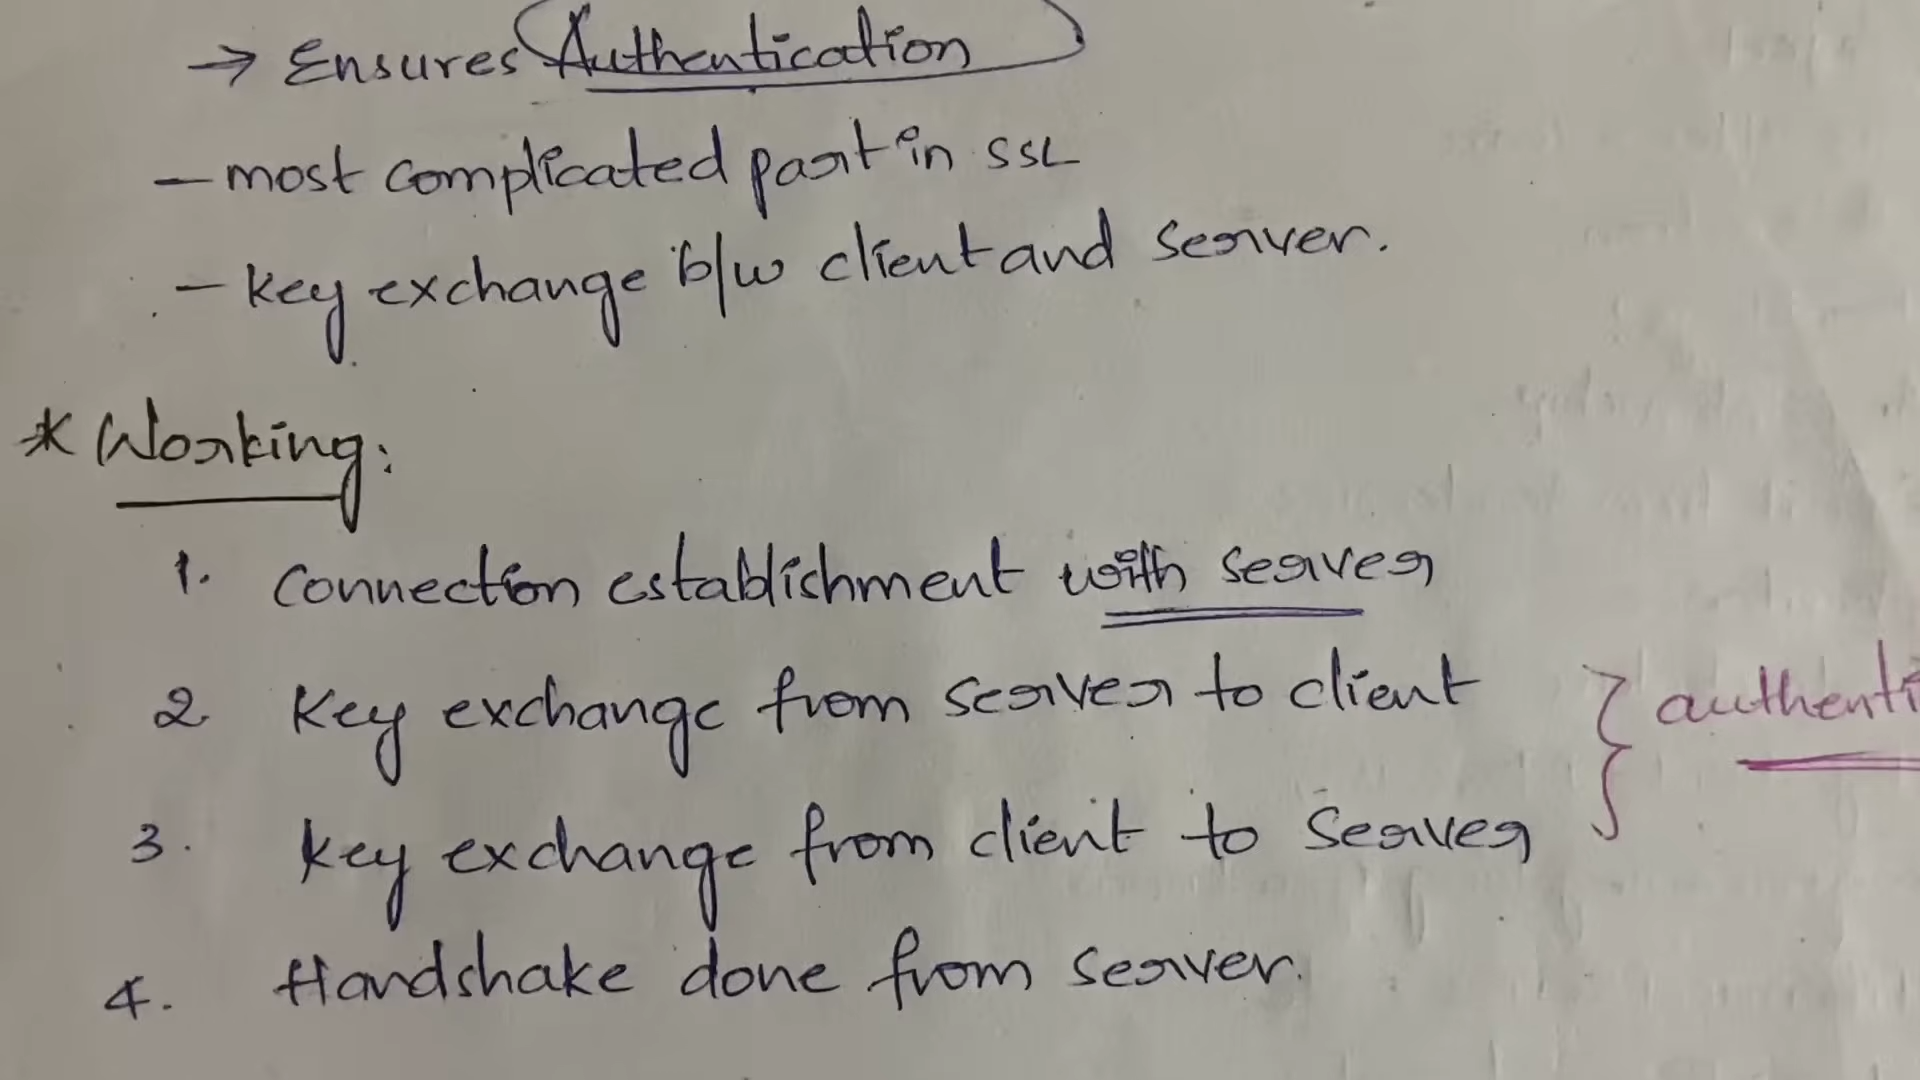 → Ensures Authentication
- most complicated part in SSL
- key exchange b/w client and server.
* Working:
1. Connection establishment with server
2 Key exchange from server to client
} authenti
3. key exchange from client to server
4. Handshake done from server.